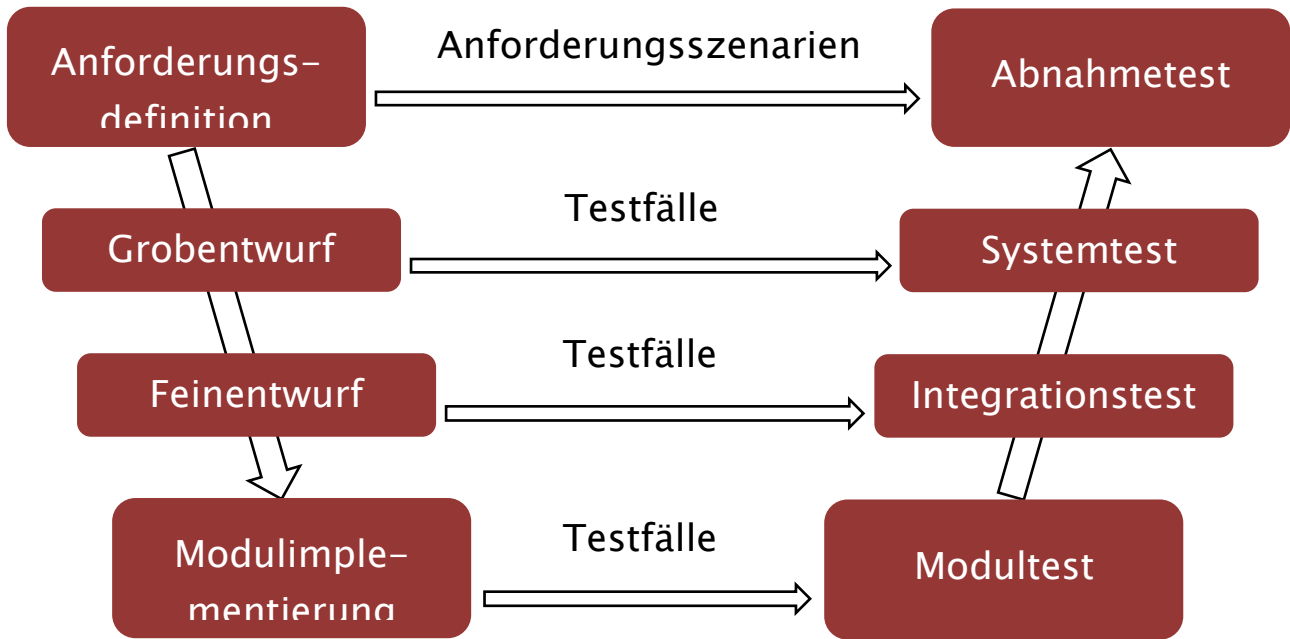 Anforderungs-
definition
Anforderungsszenarien
Abnahmetest
Grobentwurf
Testfälle
Systemtest
Feinentwurf
Testfälle
Integrationstest
Modulimple-
mentierung
Testfälle
Modultest